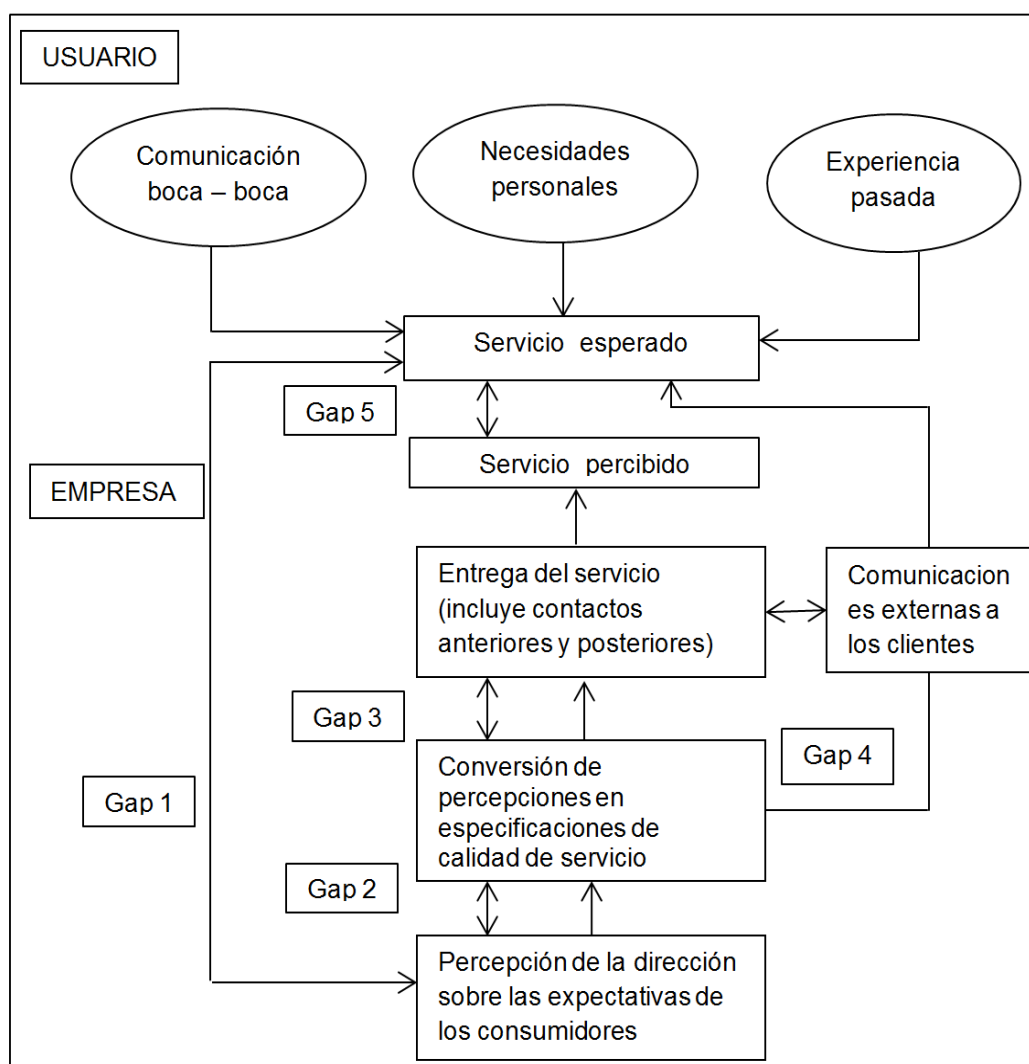 USUARIO
Comunicación
boca – boca
Necesidades
personales
Experiencia
pasada
Servicio esperado
Gap 5
Servicio percibido
EMPRESA
Entrega del servicio
(incluye contactos
anteriores y posteriores)
Comunicacion
es externas a
los clientes
Gap 3
Gap 4
Conversión de
percepciones en
especificaciones de
calidad de servicio
Gap 1
Gap 2
Percepción de la dirección
sobre las expectativas de
los consumidores